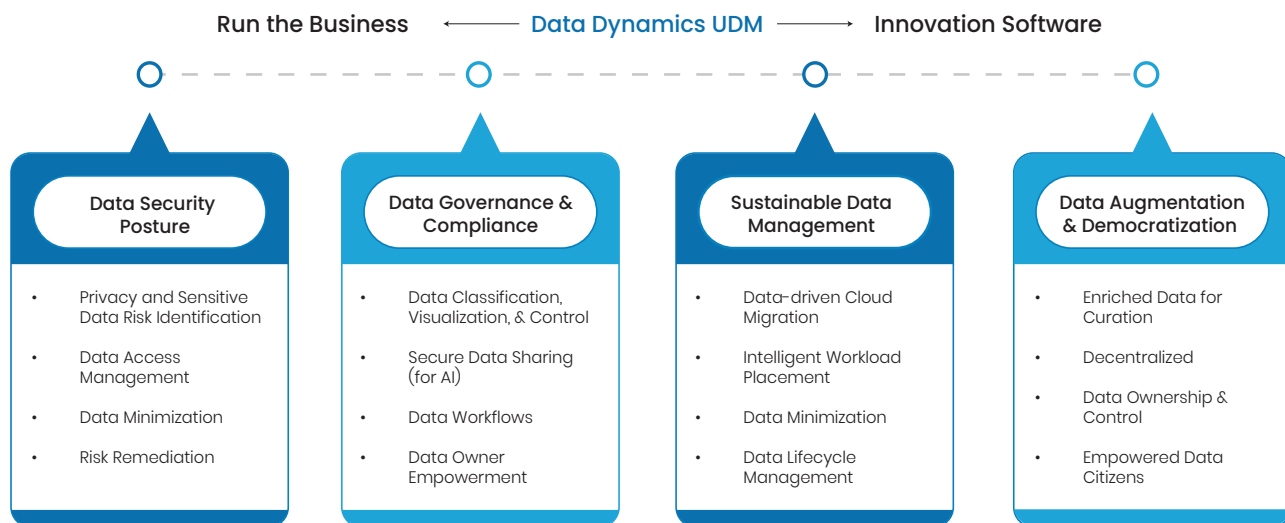 Run the Business
Data Dynamics UDM
Innovation Software
Data Security
Posture
• Privacy and Sensitive
Data Risk Identification
• Data Access
Management
• Data Minimization
• Risk Remediation
Data Governance &
Compliance
• Data Classification,
Visualization, & Control
• Secure Data Sharing
(for AI)
• Data Workflows
• Data Owner
Empowerment
Sustainable Data
Management
• Data-driven Cloud
Migration
• Intelligent Workload
Placement
• Data Minimization
• Data Lifecycle
Management
Data Augmentation
& Democratization
• Enriched Data for
Curation
• Decentralized
• Data Ownership &
Control
• Empowered Data
Citizens